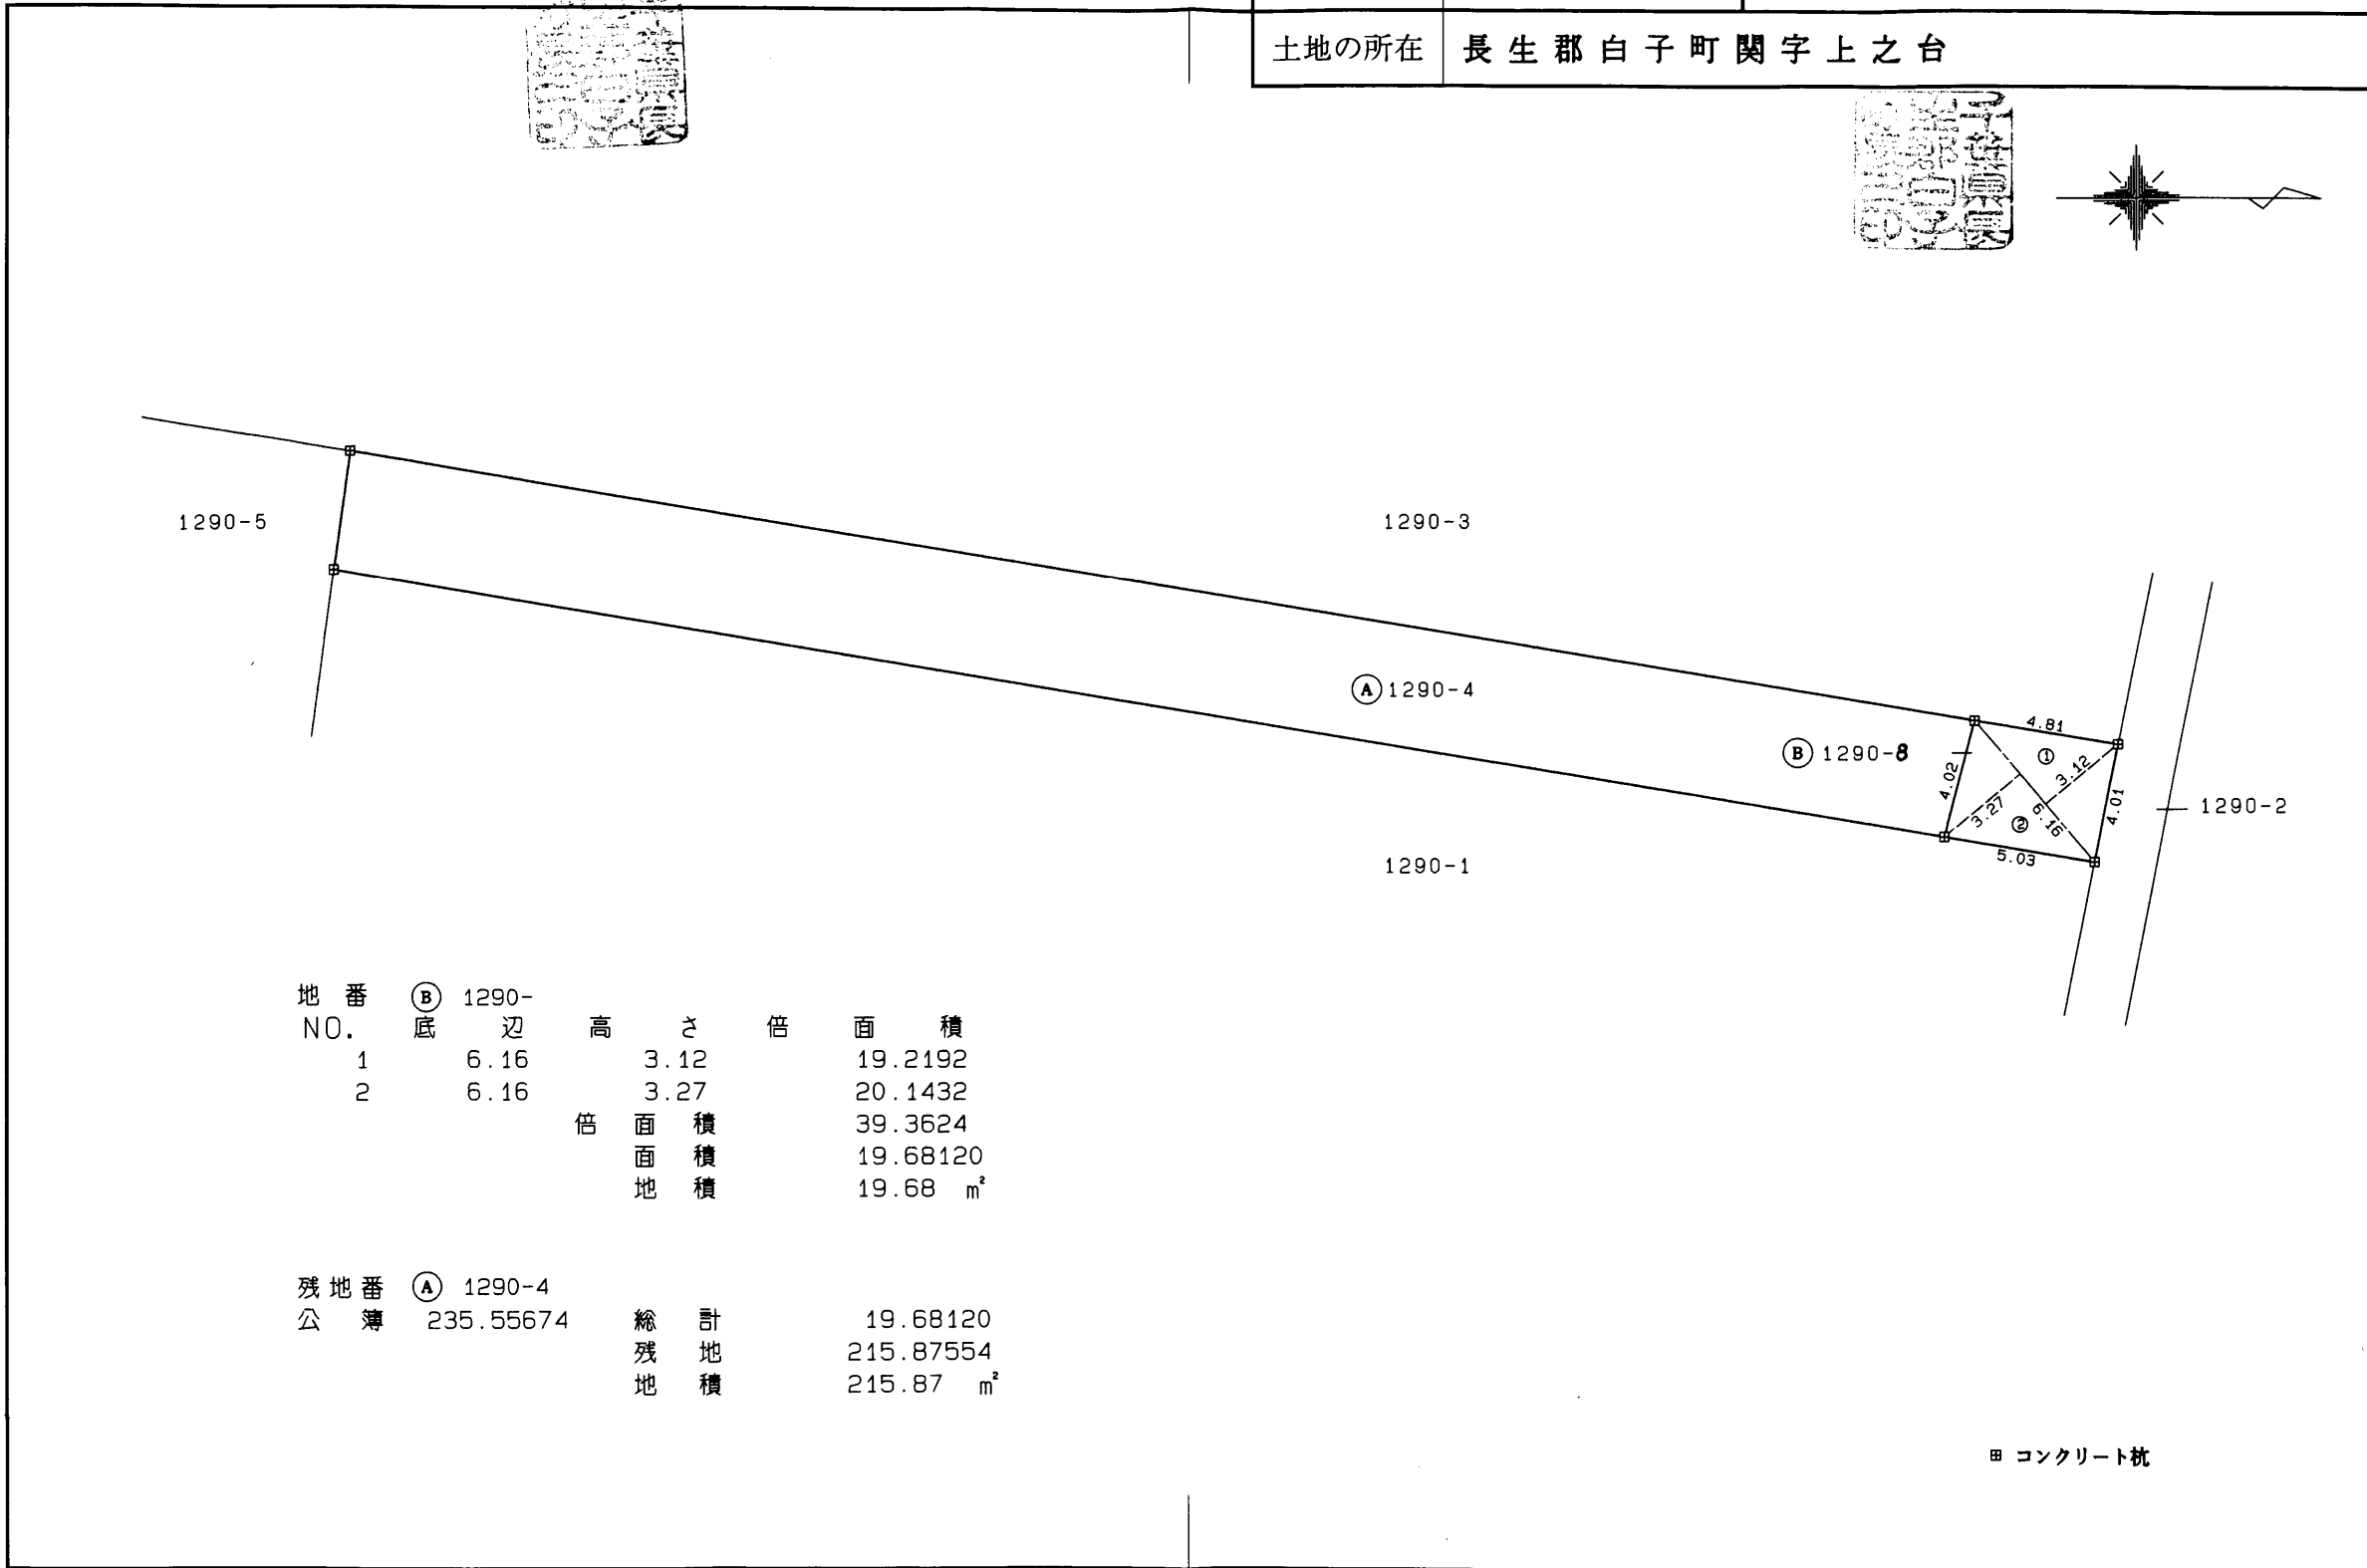 土地の所在 長生郡白子町関字上之台
1290-5
1290-3
Ⓐ 1290-4
Ⓑ 1290-8
4.81
①
3.12
4.02
3.27
6.16
②
4.01
5.03
1290-2
1290-1
地番 Ⓑ 1290-
NO. 底辺 高さ 倍面積
1 6.16 3.12 19.2192
2 6.16 3.27 20.1432
倍面積 39.3624
面積 19.68120
地積 19.68 ㎡
残地番 Ⓐ 1290-4
公簿 235.55674 総計 19.68120
残地 215.87554
地積 215.87 ㎡
コンクリート杭